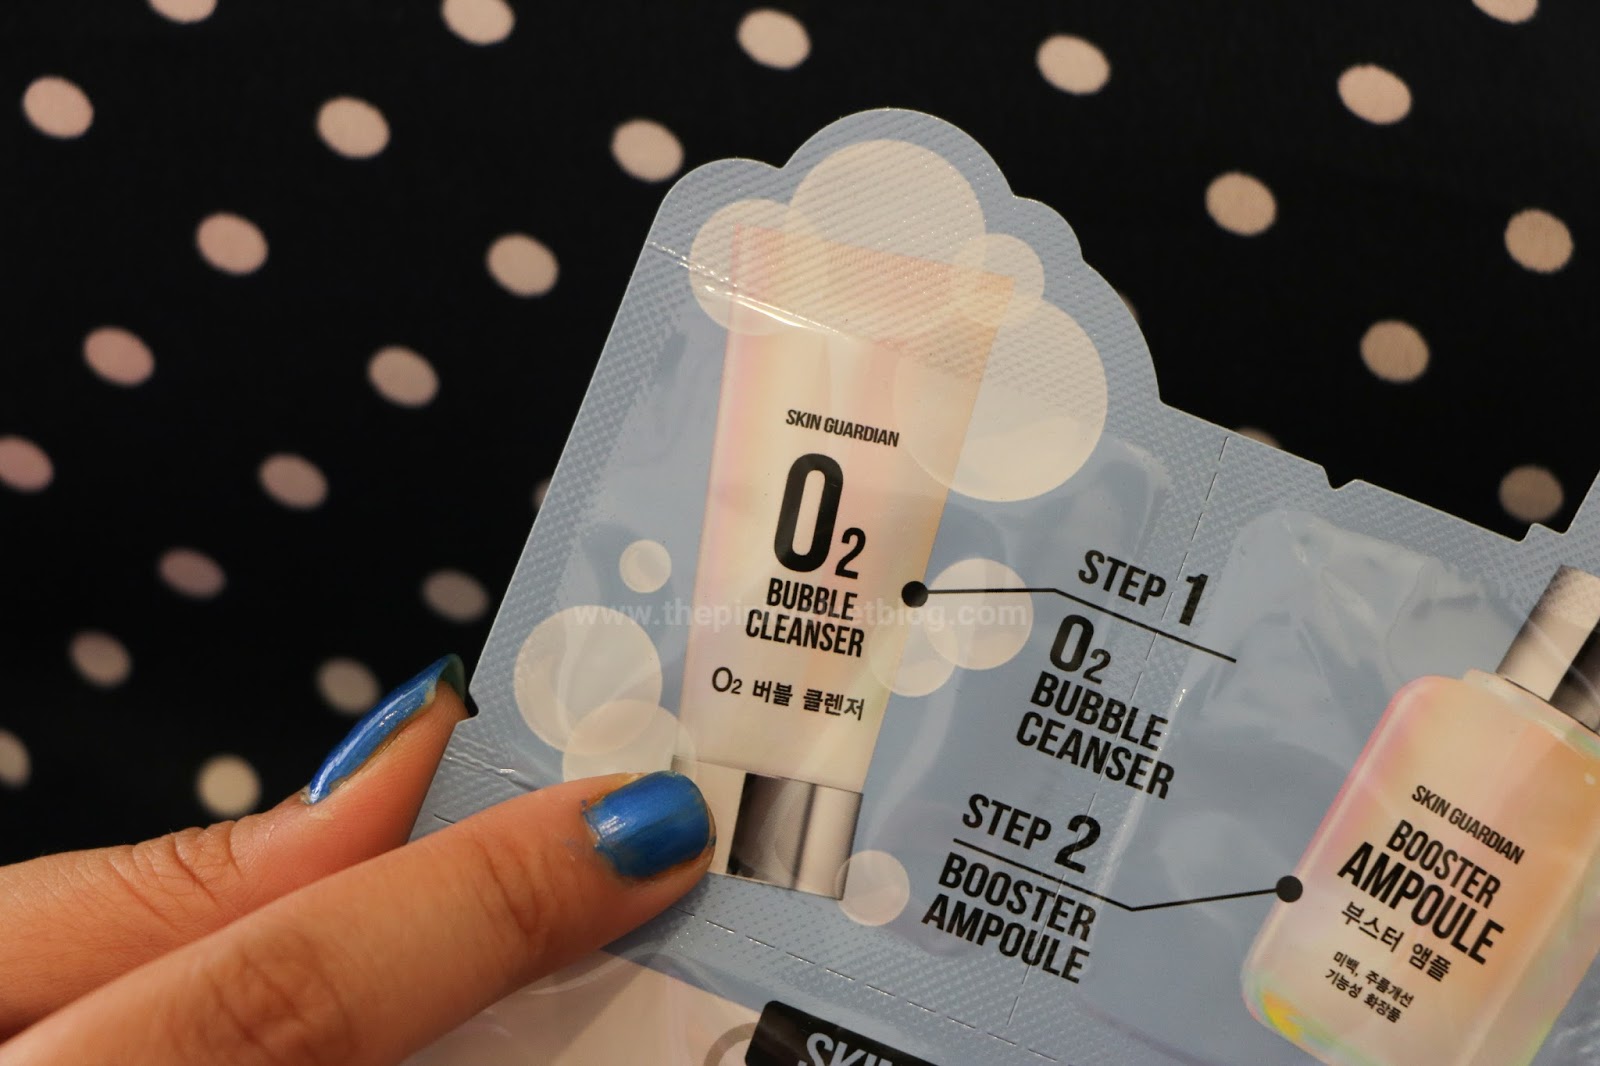 SKIN GUARDIAN
O2
BUBBLE
CLEANSER
O2 버블 클렌저
STEP 1
O2
BUBBLE
CEANSER
STEP 2
BOOSTER
AMPOULE
SKIN GUARDIAN
BOOSTER
AMPOULE
부스터 앰플
미백, 주름개선
기능성 화장품